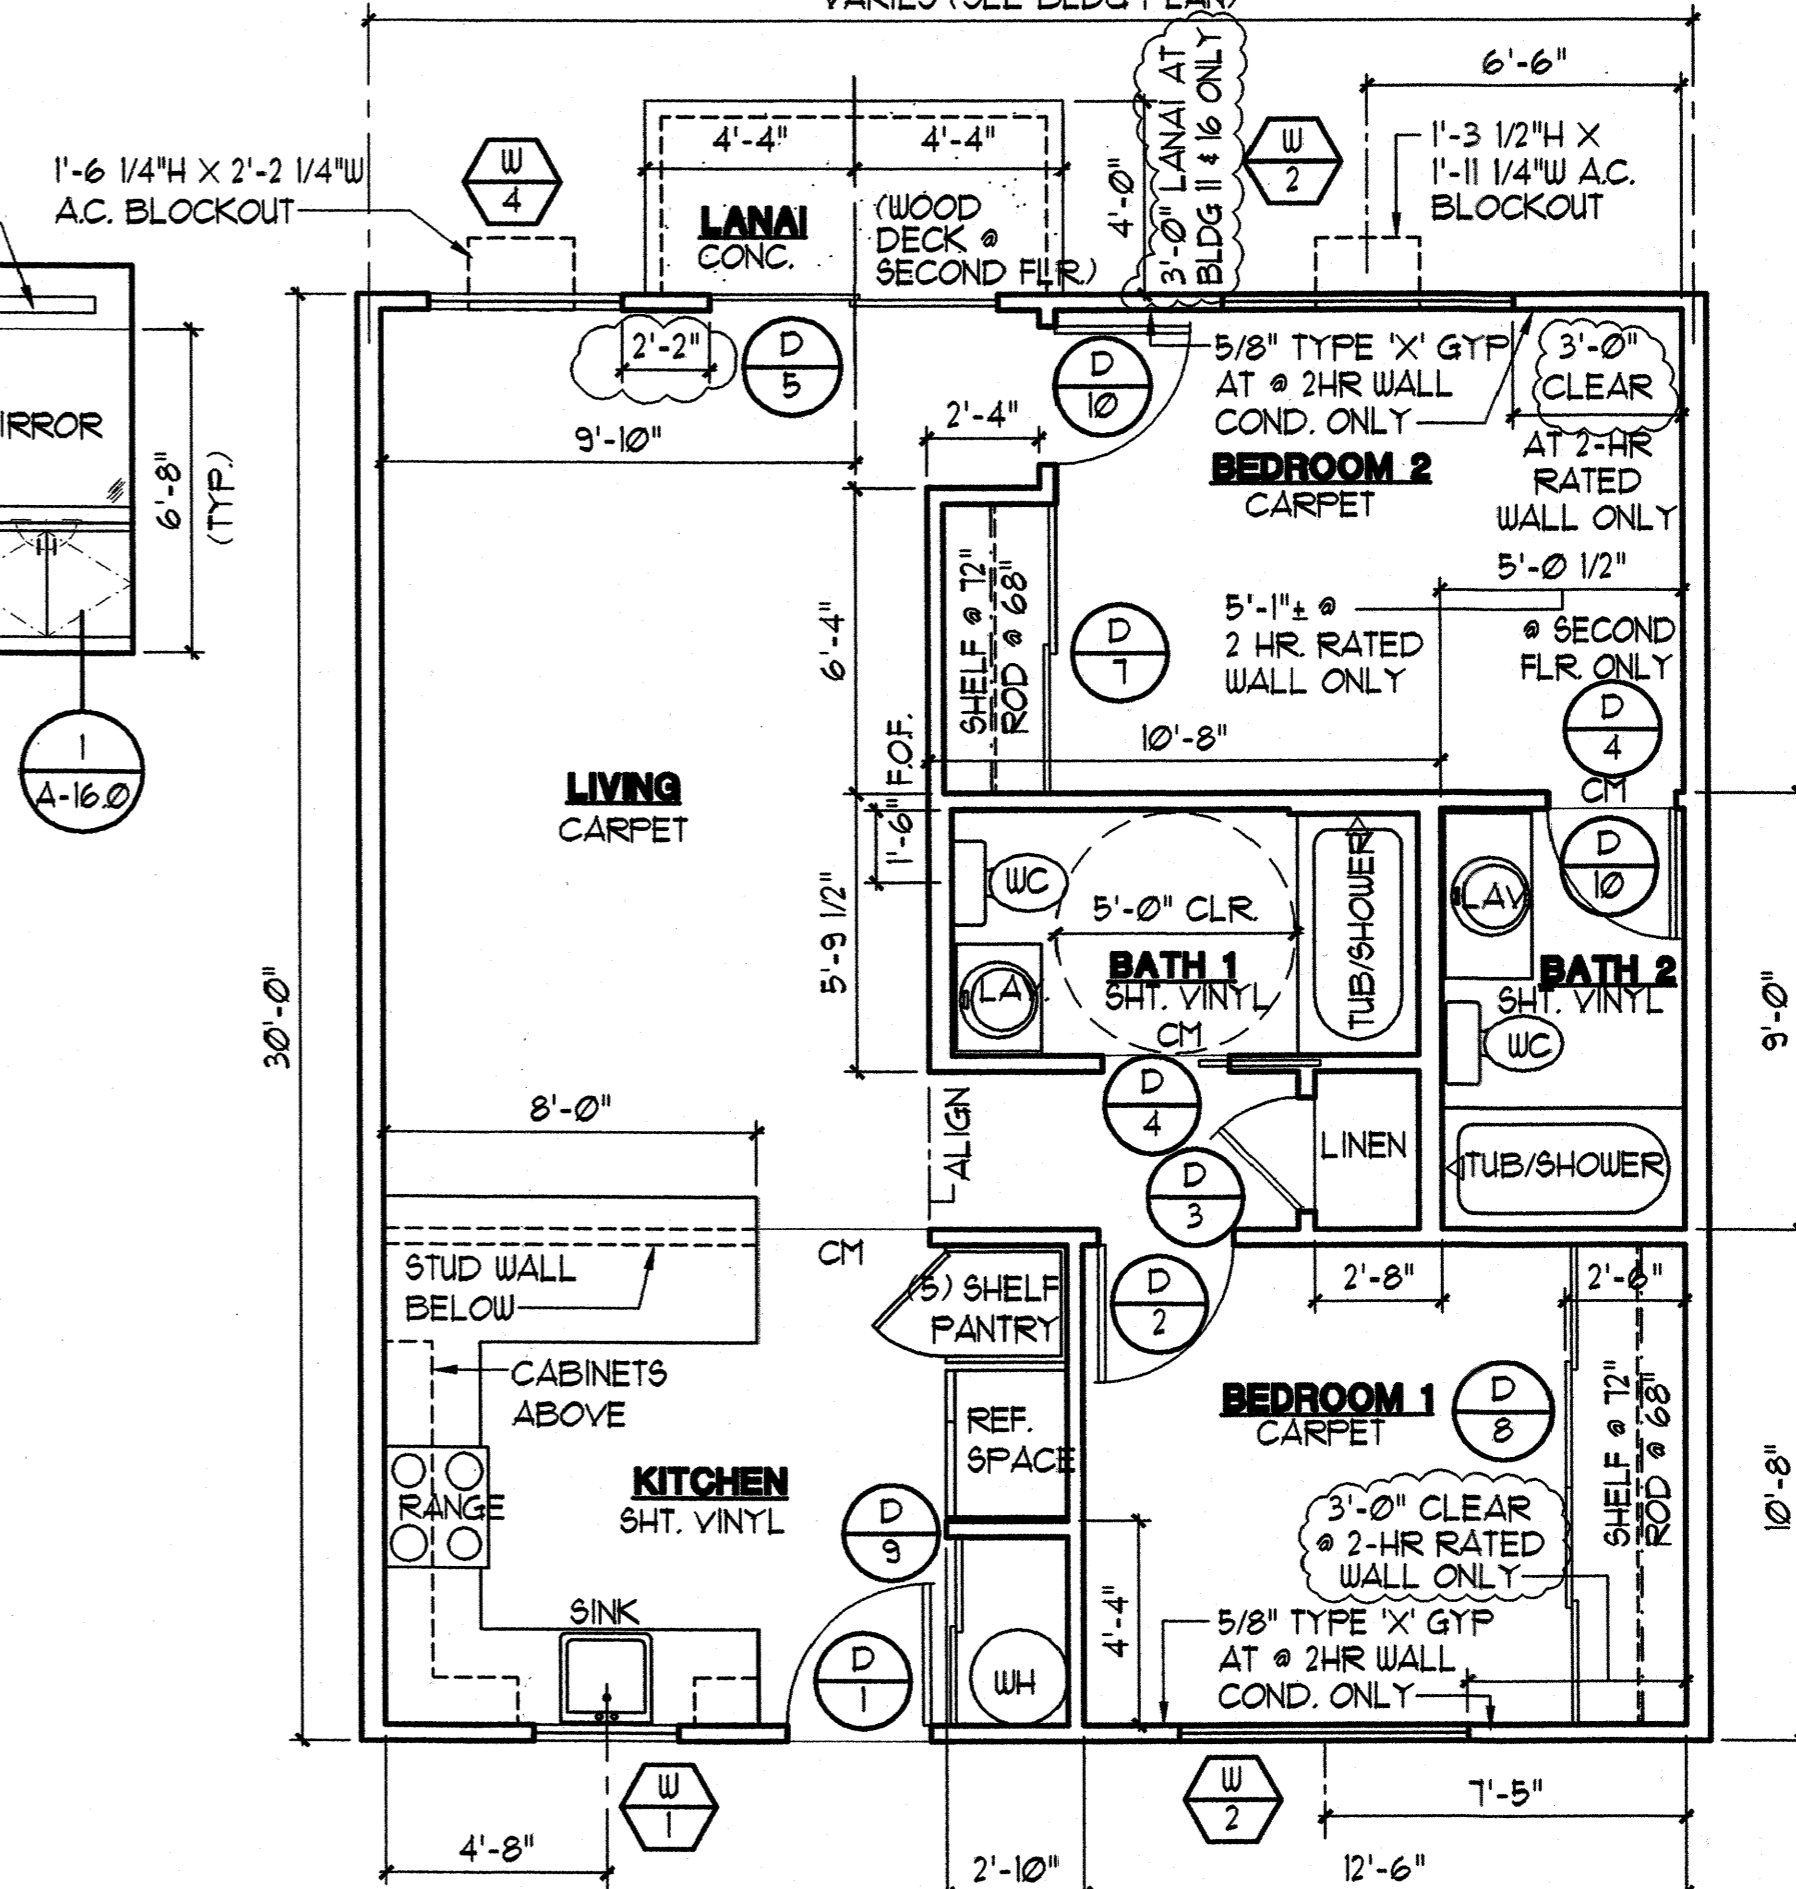 VARIES (SEE BLDG PLAN)
6'-6"
3'-0" LANAI AT
BLDG 11 & 16 ONLY
1'-6 1/4"H X 2'-2 1/4"W
A.C. BLOCKOUT
W
4
4'-4"
4'-4"
LANAI
CONC.
(WOOD
DECK @
SECOND FLR.)
4'-0"
W
2
1'-3 1/2"H X
1'-11 1/4"W A.C.
BLOCKOUT
IRROR
6'-8"
(TYP.)
1
A-16.0
2'-2"
D
5
9'-10"
2'-4"
D
10
5/8" TYPE 'X' GYP
AT @ 2HR WALL
COND. ONLY
3'-0"
CLEAR
AT 2-HR
RATED
WALL ONLY
BEDROOM 2
CARPET
5'-0 1/2"
@ SECOND
FLR. ONLY
5'-1"± @
2 HR. RATED
WALL ONLY
SHELF @ 72"
ROD @ 68"
D
7
6'-4"
10'-8"
D
4
CM
LIVING
CARPET
1'-6" F.O.F.
5'-9 1/2"
WC
5'-0" CLR.
LAV.
BATH 1
SHT. VINYL
CM
TUB/SHOWER
LAV
D
10
BATH 2
SHT. VINYL
WC
TUB/SHOWER
9'-0"
30'-0"
8'-0"
ALIGN
D
4
D
3
LINEN
STUD WALL
BELOW
CM
(5) SHELF
PANTRY
D
2
2'-8"
2'-6"
CABINETS
ABOVE
REF.
SPACE
BEDROOM 1
CARPET
D
8
SHELF @ 72"
ROD @ 68"
10'-8"
RANGE
KITCHEN
SHT. VINYL
D
9
3'-0" CLEAR
@ 2-HR RATED
WALL ONLY
SINK
D
1
WH
4'-4"
5/8" TYPE 'X' GYP
AT @ 2HR WALL
COND. ONLY
W
1
W
2
7'-5"
4'-8"
2'-10"
12'-6"